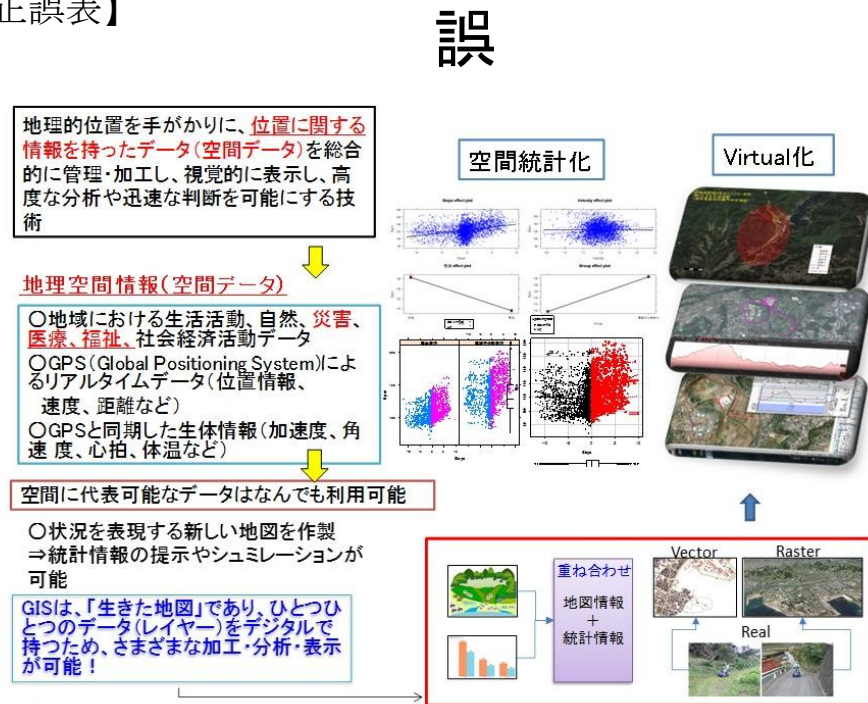 正誤表】
誤
地理的位置を手がかりに、位置に関する
情報を持ったデータ(空間データ)を総合
的に管理・加工し、視覚的に表示し、高
度な分析や迅速な判断を可能にする技
術
地理空間情報(空間データ)
〇地域における生活活動、自然、災害、
医療、福祉、社会経済活動データ
〇GPS(Global Positioning System)によ
るリアルタイムデータ(位置情報、
速度、距離など)
〇GPSと同期した生体情報(加速度、角
速 度、心拍、体温など)
空間に代表可能なデータはなんでも利用可能
〇状況を表現する新しい地図を作製
⇒統計情報の提示やシュミレーションが
可能
GISは、「生きた地図」であり、ひとつひ
とつのデータ(レイヤー)をデジタルで
持つため、さまざまな加工・分析・表示
が可能！
空間統計化
Virtual化
Slope effect plot
Velocity effect plot
Group effect plot
重ね合わせ
地図情報
＋
統計情報
Vector
Raster
Real